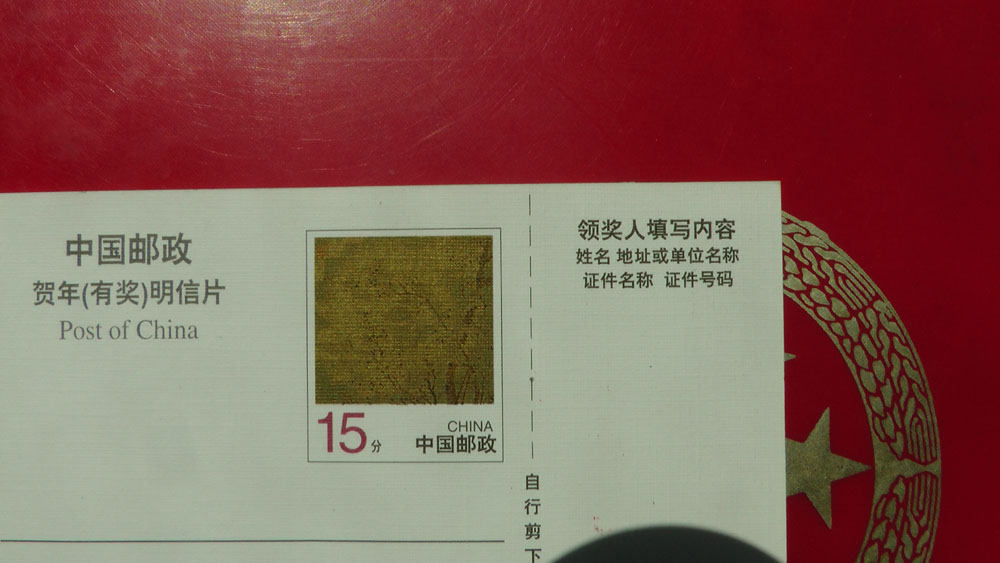 中国邮政
贺年(有奖)明信片
Post of China
15分
CHINA
中国邮政
领奖人填写内容
姓名 地址或单位名称
证件名称 证件号码
自行剪下